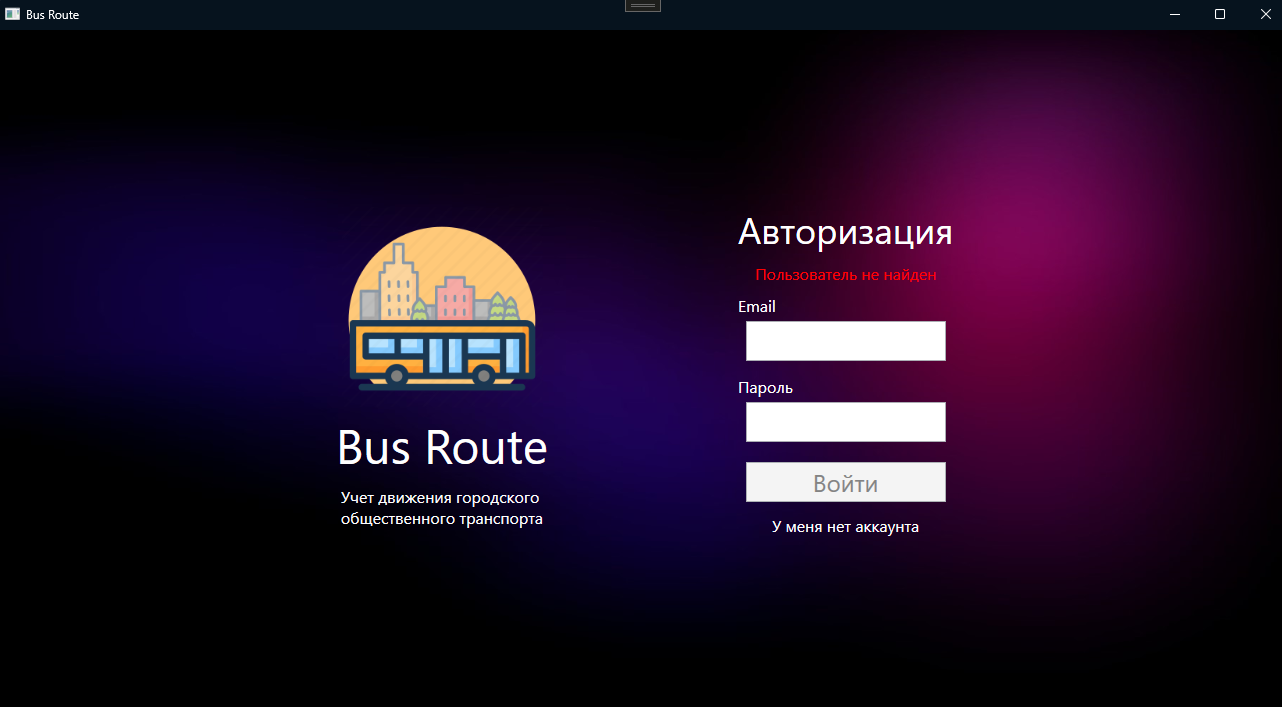 Bus Route
Bus Route
Учет движения городского
общественного транспорта
Авторизация
Пользователь не найден
Email
Пароль
Войти
У меня нет аккаунта